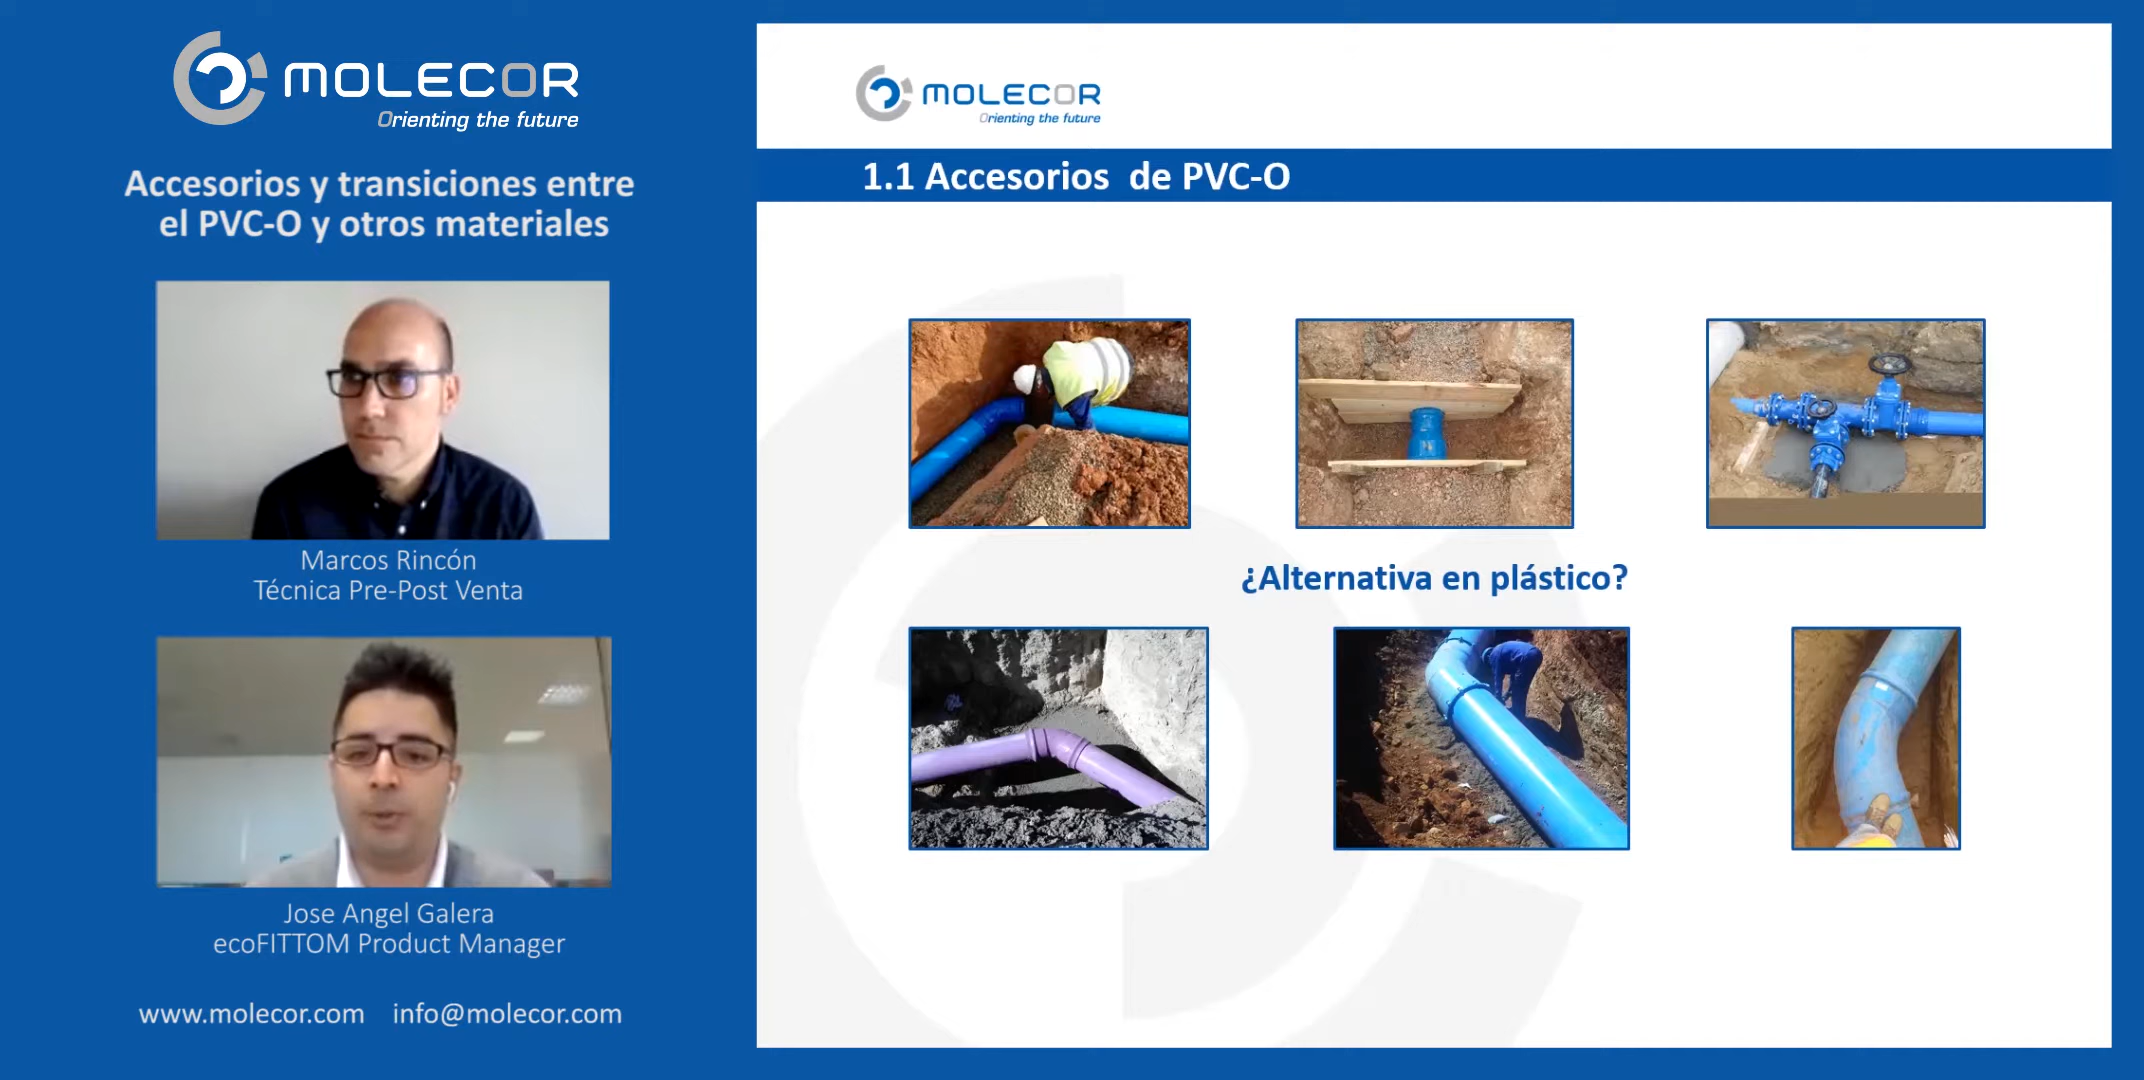 MOLECOR
Orienting the future
Accesorios y transiciones entre
el PVC-O y otros materiales
Marcos Rincón
Técnica Pre-Post Venta
Jose Angel Galera
ecoFITTOM Product Manager
www.molecor.com info@molecor.com
MOLECOR
Orienting the future
1.1 Accesorios de PVC-O
¿Alternativa en plástico?